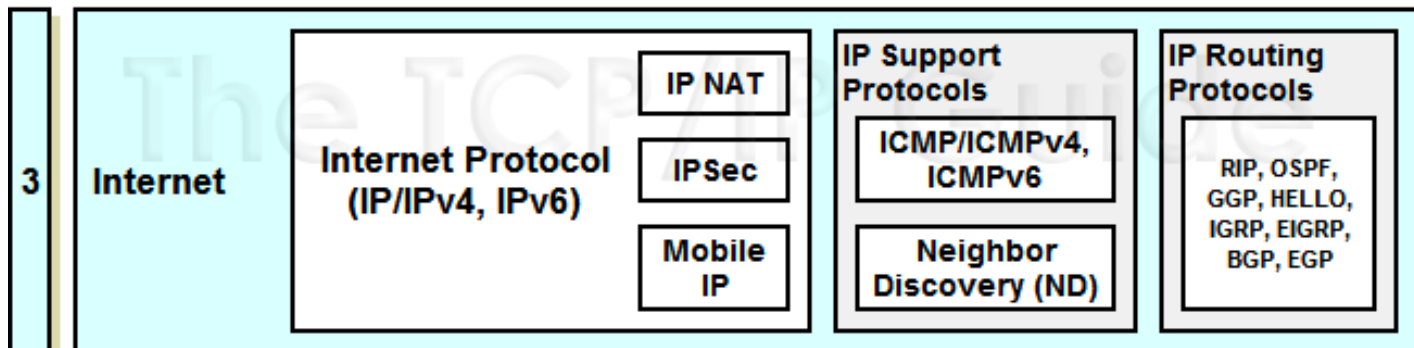 The TCP/IP Guide
3
Internet
Internet Protocol
(IP/IPv4, IPv6)
IP NAT
IPSec
Mobile
IP
IP Support
Protocols
ICMP/ICMPv4,
ICMPv6
Neighbor
Discovery (ND)
IP Routing
Protocols
RIP, OSPF,
GGP, HELLO,
IGRP, EIGRP,
BGP, EGP